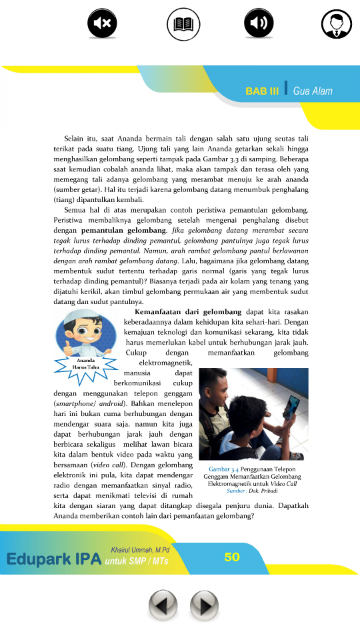 BAB III Gua Alam
Selain itu, saat Ananda bermain tali dengan salah satu ujung seutas tali
terikat pada suatu tiang. Ujung tali yang lain Ananda getarkan sekali hingga
menghasilkan gelombang seperti tampak pada Gambar 3.3 di samping. Beberapa
saat kemudian cobalah ananda lihat, maka akan tampak dan terasa oleh yang
memegang tali adanya gelombang yang merambat menuju ke arah ananda
(sumber getar). Hal itu terjadi karena gelombang datang menumbuk penghalang
(tiang) dipantulkan kembali.
Semua hal di atas merupakan contoh peristiwa pemantulan gelombang.
Peristiwa membaliknya gelombang setelah mengenai penghalang disebut
dengan pemantulan gelombang. Jika gelombang datang merambat secara
tegak lurus terhadap dinding pemantul, gelombang pantulnya juga tegak lurus
terhadap dinding pemantul. Namun, arah rambat gelombang pantul berlawanan
dengan arah rambat gelombang datang. Lalu, bagaimana jika gelombang datang
membentuk sudut tertentu terhadap garis normal (garis yang tegak lurus
terhadap dinding pemantul)? Biasanya terjadi pada air kolam yang tenang yang
dijatuhi kerikil, akan timbul gelombang permukaan air yang membentuk sudut
datang dan sudut pantulnya.
Kemanfaatan dari gelombang dapat kita rasakan
keberadaannya dalam kehidupan kita sehari-hari. Dengan
kemajuan teknologi dan komunikasi sekarang, kita tidak
harus memerlukan kabel untuk berhubungan jarak jauh.
Cukup dengan memanfaatkan gelombang
elektromagnetik,
manusia dapat
berkomunikasi cukup
dengan menggunakan telepon genggam
(smartphone/ android). Bahkan menelepon
hari ini bukan cuma berhubungan dengan
mendengar suara saja, namun kita juga
dapat berhubungan jarak jauh dengan
berbicara sekaligus melihat lawan bicara
kita dalam bentuk video pada waktu yang
bersamaan (video call). Dengan gelombang
elektronik ini pula, kita dapat mendengar
radio dengan memanfaatkan sinyal radio,
serta dapat menikmati televisi di rumah
kita dengan siaran yang dapat ditangkap disegala penjuru dunia. Dapatkah
Ananda memberikan contoh lain dari pemanfaatan gelombang?
Ananda
Harus Tahu
Gambar 3.4 Penggunaan Telepon
Genggam Memanfaatkan Gelombang
Elektromagnetik untuk Video Call
Sumber : Dok. Pribadi
Khairul Ummah, M.Pd
Edupark IPA untuk SMP / MTs
50